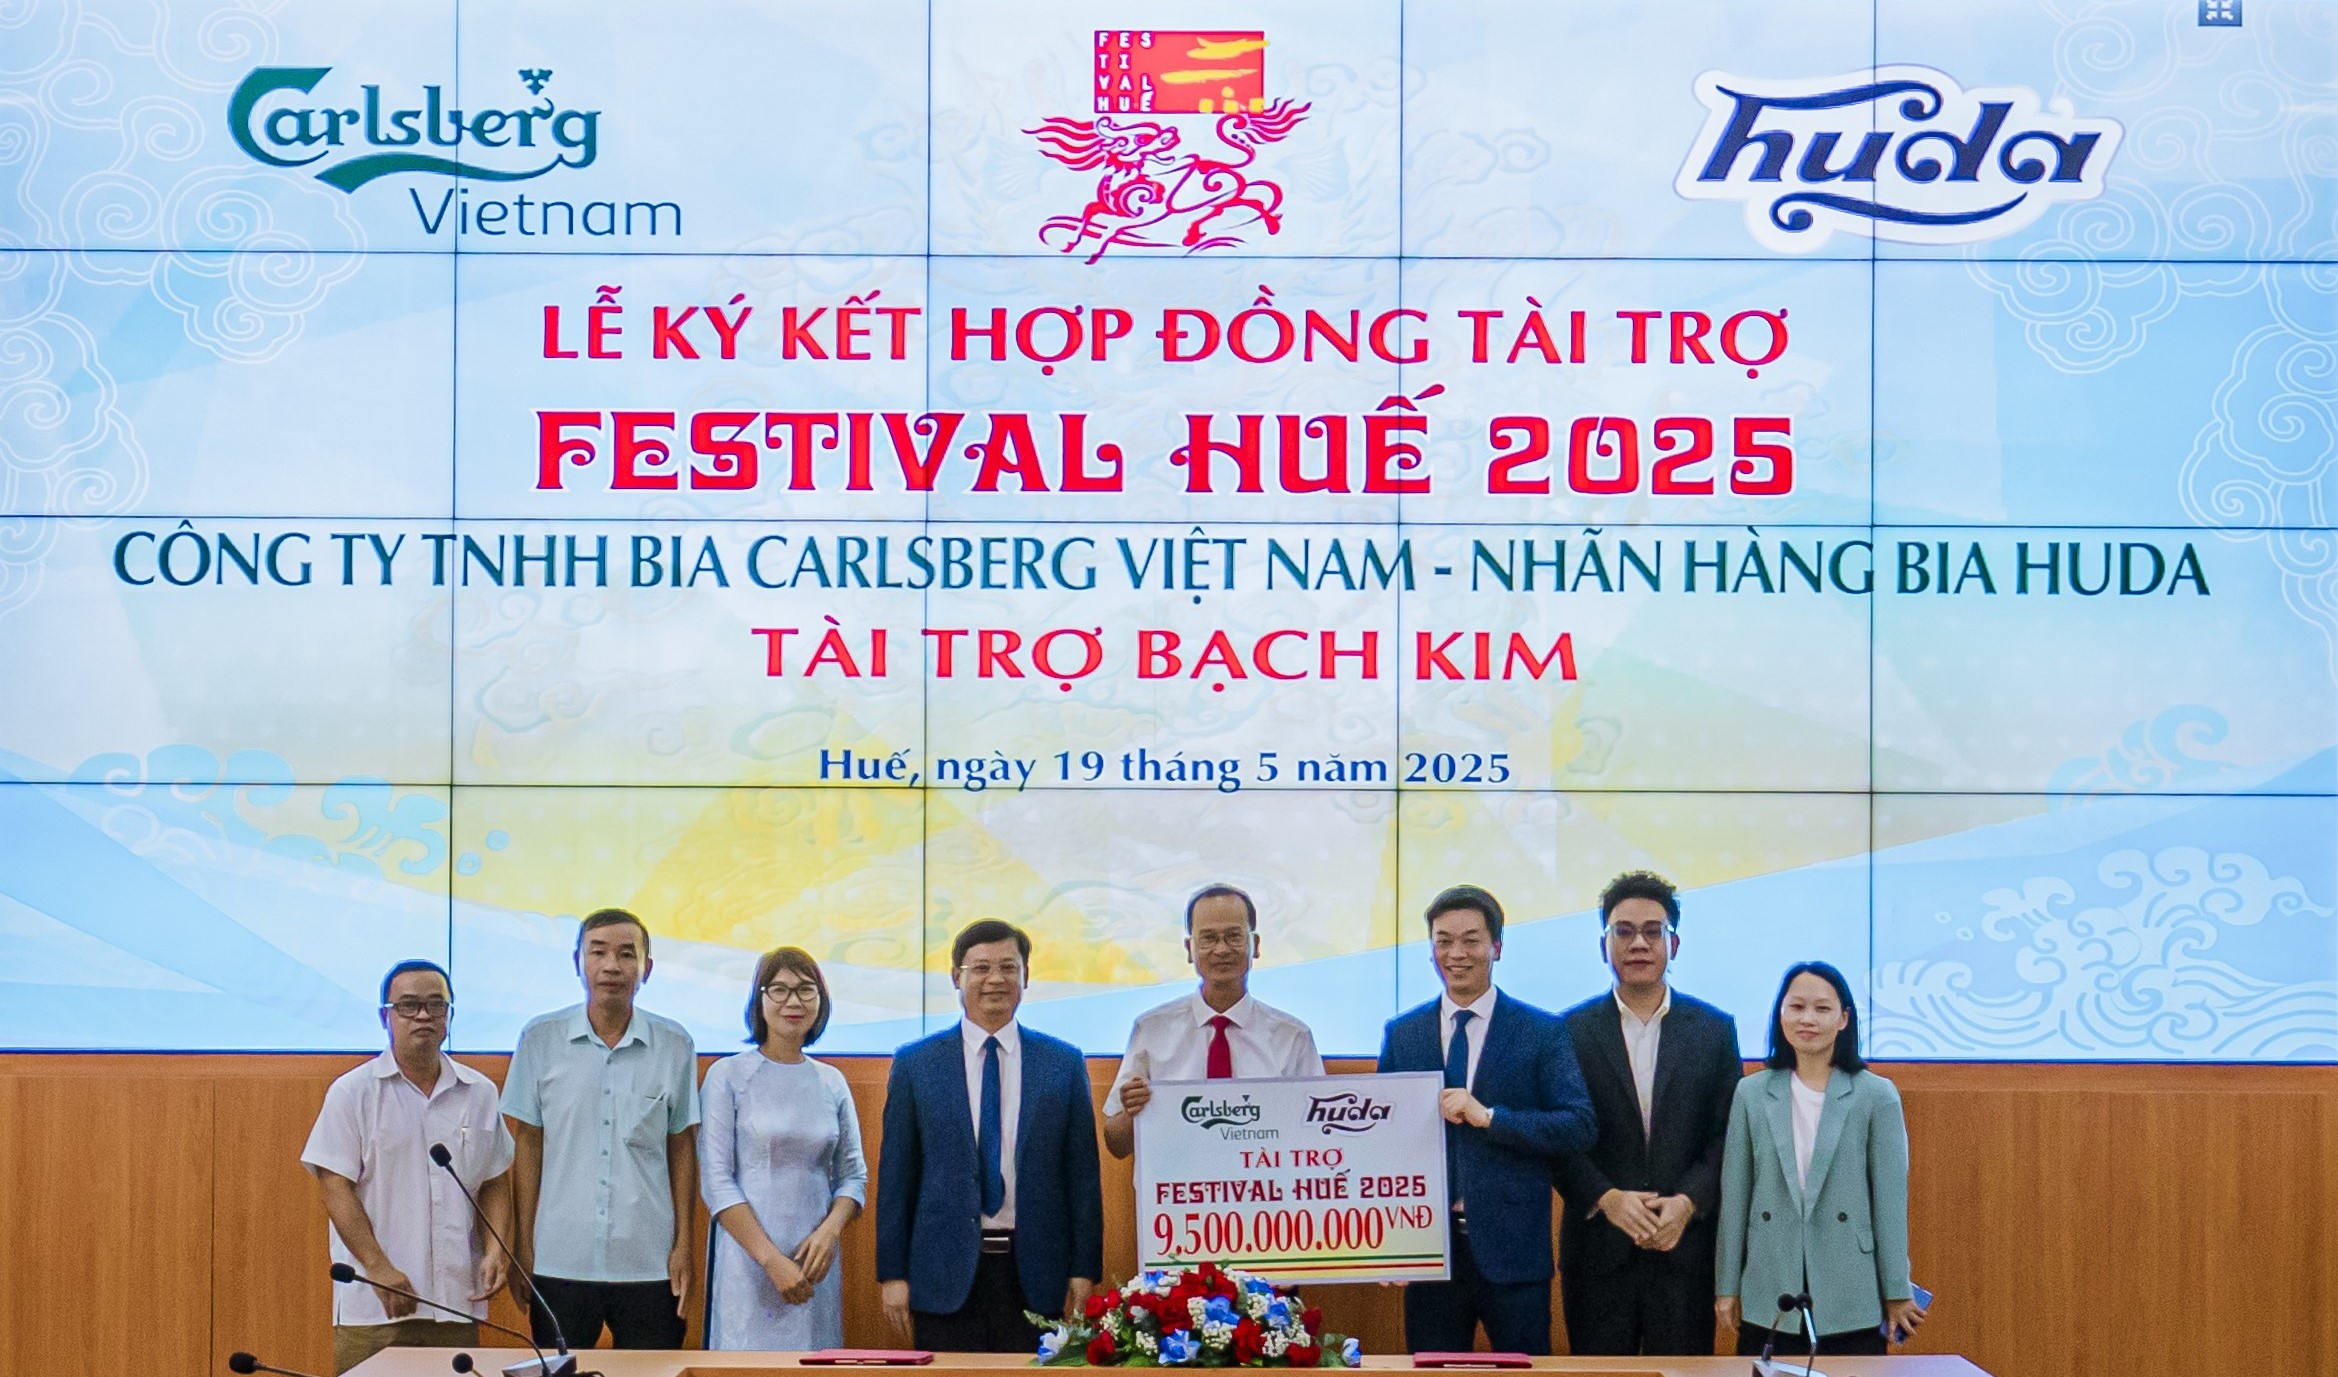 Carlsberg
Vietnam
FES
TI
VAL
HUẾ
huda
LỄ KÝ KẾT HỢP ĐỒNG TÀI TRỢ
FESTIVAL HUẾ 2025
CÔNG TY TNHH BIA CARLSBERG VIỆT NAM - NHÃN HÀNG BIA HUDA
TÀI TRỢ BẠCH KIM
Huế, ngày 19 tháng 5 năm 2025
Carlsberg
Vietnam
huda
TÀI TRỢ
FESTIVAL HUẾ 2025
9.500.000.000 VNĐ